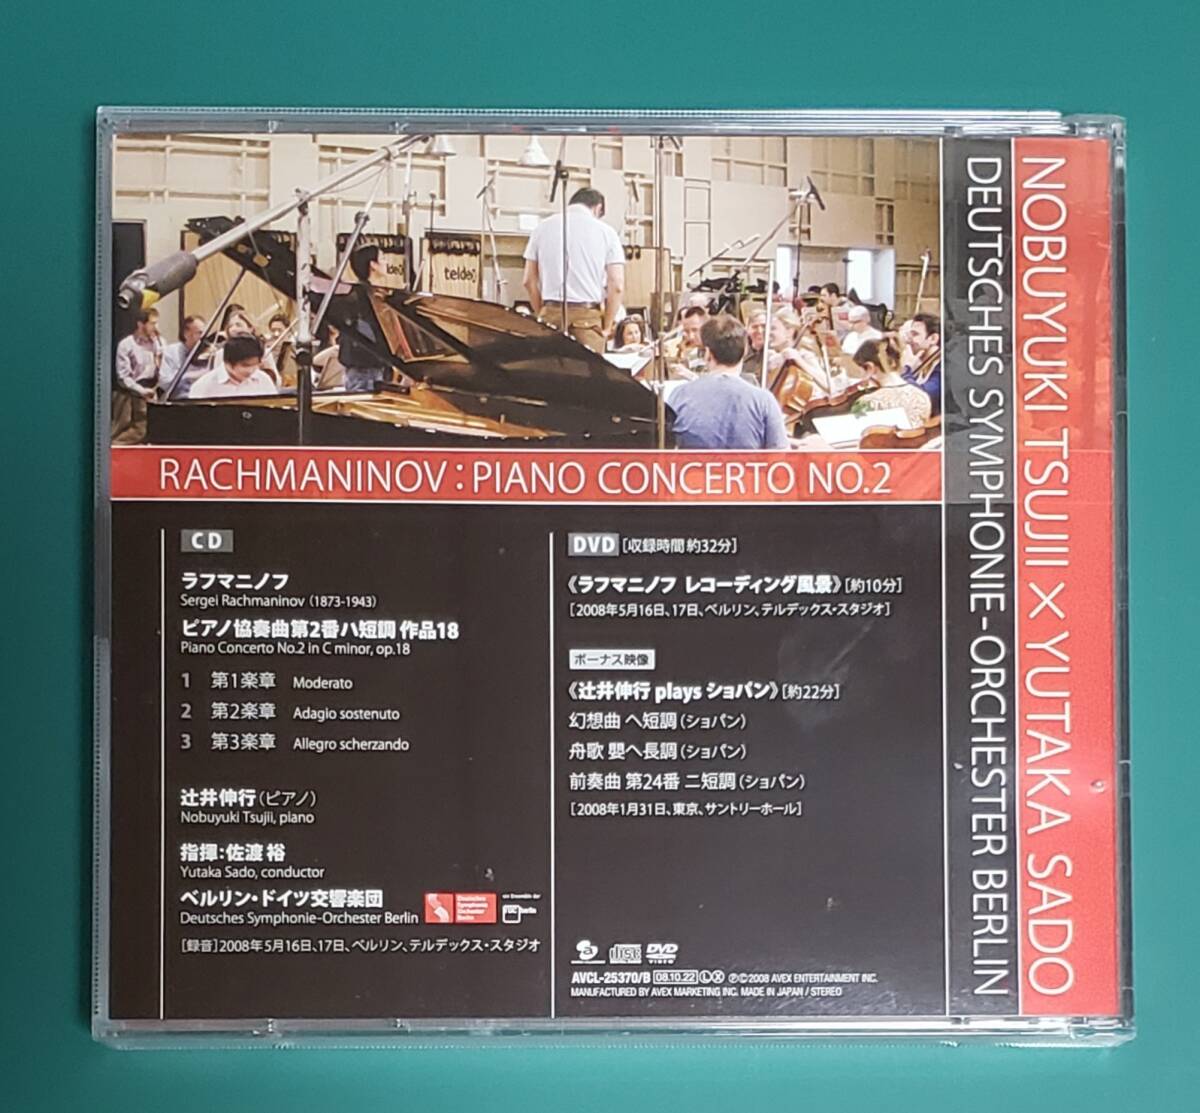 teldex
RACHMANINOV : PIANO CONCERTO NO.2
CD
ラフマニノフ
Sergei Rachmaninov (1873-1943)
ピアノ協奏曲第2番ハ短調 作品18
Piano Concerto No.2 in C minor, op.18
1 第1楽章 Moderato
2 第2楽章 Adagio sostenuto
3 第3楽章 Allegro scherzando
辻井伸行(ピアノ)
Nobuyuki Tsujii, piano
指揮:佐渡 裕
Yutaka Sado, conductor
ベルリン・ドイツ交響楽団
Deutsches Symphonie-Orchester Berlin
Deutsches
Symphonie
Orchester
Berlin
[録音]2008年5月16日、17日、ベルリン、テルデックス・スタジオ
DVD [収録時間 約32分]
《ラフマニノフ レコーディング風景》[約10分]
[2008年5月16日、17日、ベルリン、テルデックス・スタジオ]
ボーナス映像
《辻井伸行 plays ショパン》[約22分]
幻想曲 ヘ短調(ショパン)
舟歌 嬰ヘ長調(ショパン)
前奏曲 第24番 ニ短調(ショパン)
[2008年1月31日、東京、サントリーホール]
DVD
VIDEO
AVCL-25370/B 08.10.22 Ⓛ Ⓧ ℗©2008 AVEX ENTERTAINMENT INC.
MANUFACTURED BY AVEX MARKETING INC. MADE IN JAPAN / STEREO
NOBUYUKI TSUJII × YUTAKA SADO
DEUTSCHES SYMPHONIE-ORCHESTER BERLIN